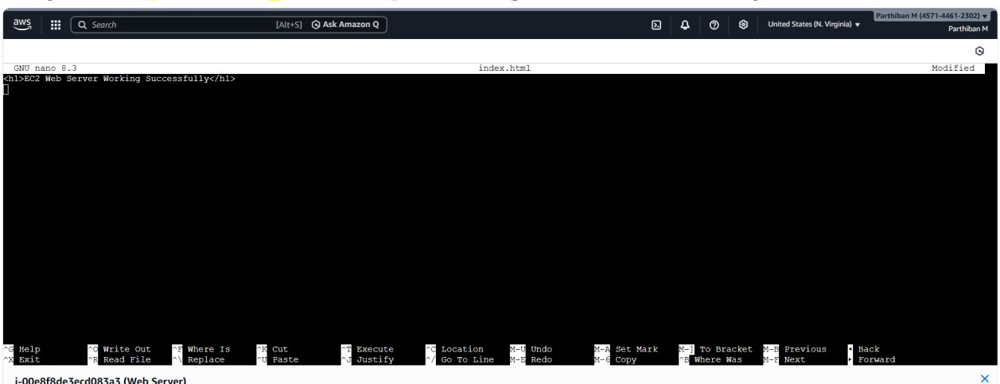 aws Search [Alt+S] Ask Amazon Q United States (N. Virginia) ▼ Parthiban M (4571-4461-2302) ▼
Parthiban M
GNU nano 8.3 index.html Modified
<h1>EC2 Web Server Working Successfully</h1>
^G Help ^O Write Out ^F Where Is ^K Cut ^T Execute ^C Location M-U Undo M-A Set Mark M-] To Bracket M-B Previous ◂ Back
^X Exit ^R Read File ^\ Replace ^U Paste ^J Justify ^/ Go To Line M-E Redo M-6 Copy ^B Where Was M-F Next ▸ Forward
i-00e8f8de3ecd083a3 (Web Server)